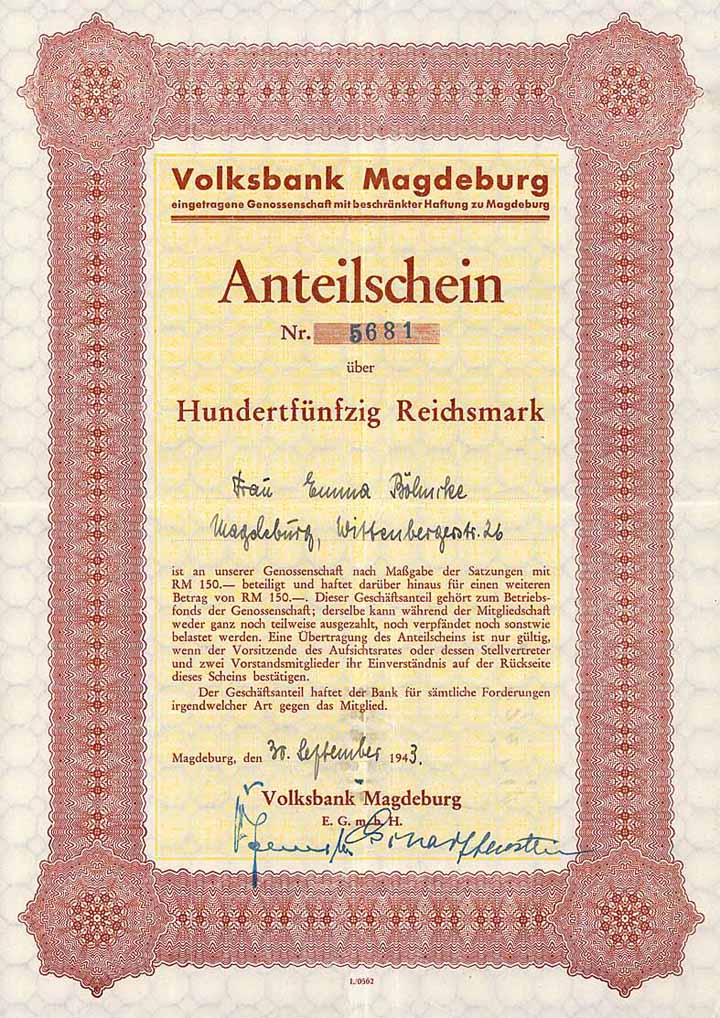 Volksbank Magdeburg
eingetragene Genossenschaft mit beschränkter Haftung zu Magdeburg
Anteilschein
Nr. 5681
über
Hundertfünfzig Reichsmark
Frau Emma
Magdeburg, Wittenbergerstr. 26
ist an unserer Genossenschaft nach Maßgabe der Satzungen mit
RM 150.— beteiligt und haftet darüber hinaus für einen weiteren
Betrag von RM 150.—. Dieser Geschäftsanteil gehört zum Betriebs-
fonds der Genossenschaft; derselbe kann während der Mitgliedschaft
weder ganz noch teilweise ausgezahlt, noch verpfändet noch sonstwie
belastet werden. Eine Übertragung des Anteilscheins ist nur gültig,
wenn der Vorsitzende des Aufsichtsrates oder dessen Stellvertreter
und zwei Vorstandsmitglieder ihr Einverständnis auf der Rückseite
dieses Scheins bestätigen.
Der Geschäftsanteil haftet der Bank für sämtliche Forderungen
irgendwelcher Art gegen das Mitglied.
Magdeburg, den 30. September 1943.
Volksbank Magdeburg
E. G. m. b. H.
L/0562